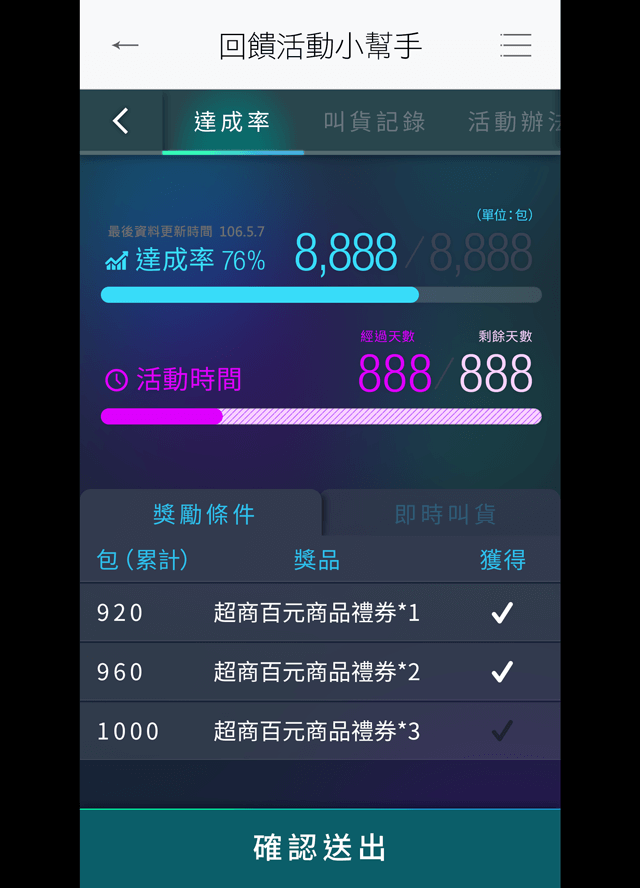 回饋活動小幫手
達成率 叫貨記錄 活動辦法
(單位:包)
最後資料更新時間 106.5.7
達成率 76% 8,888/8,888
經過天數 剩餘天數
活動時間 888/888
獎勵條件 即時叫貨
包(累計) 獎品 獲得
920 超商百元商品禮券*1
960 超商百元商品禮券*2
1000 超商百元商品禮券*3
確認送出